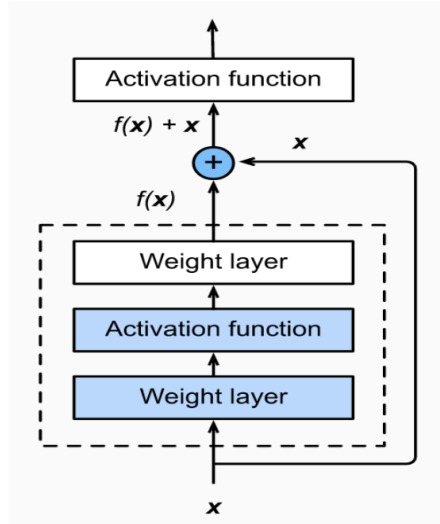 Activation function
f(x) + x
x
+
f(x)
Weight layer
Activation function
Weight layer
x